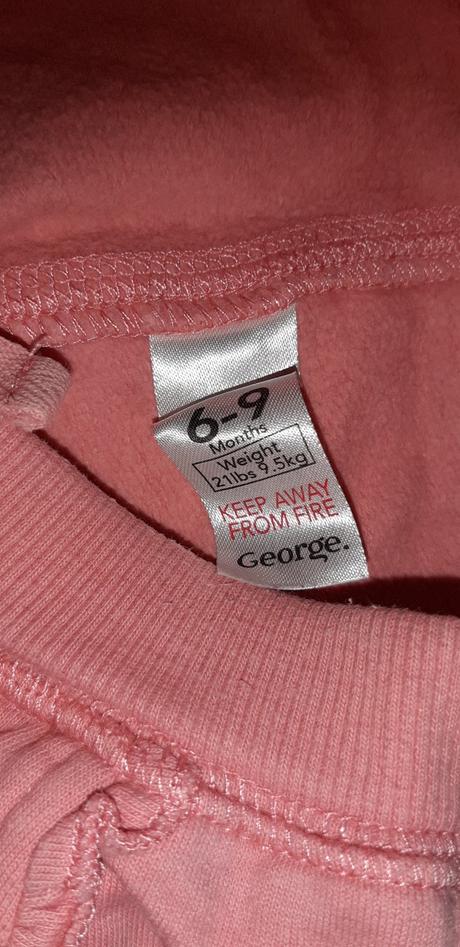 6-9
Months
Weight
21lbs 9.5kg
KEEP AWAY
FROM FIRE
George.